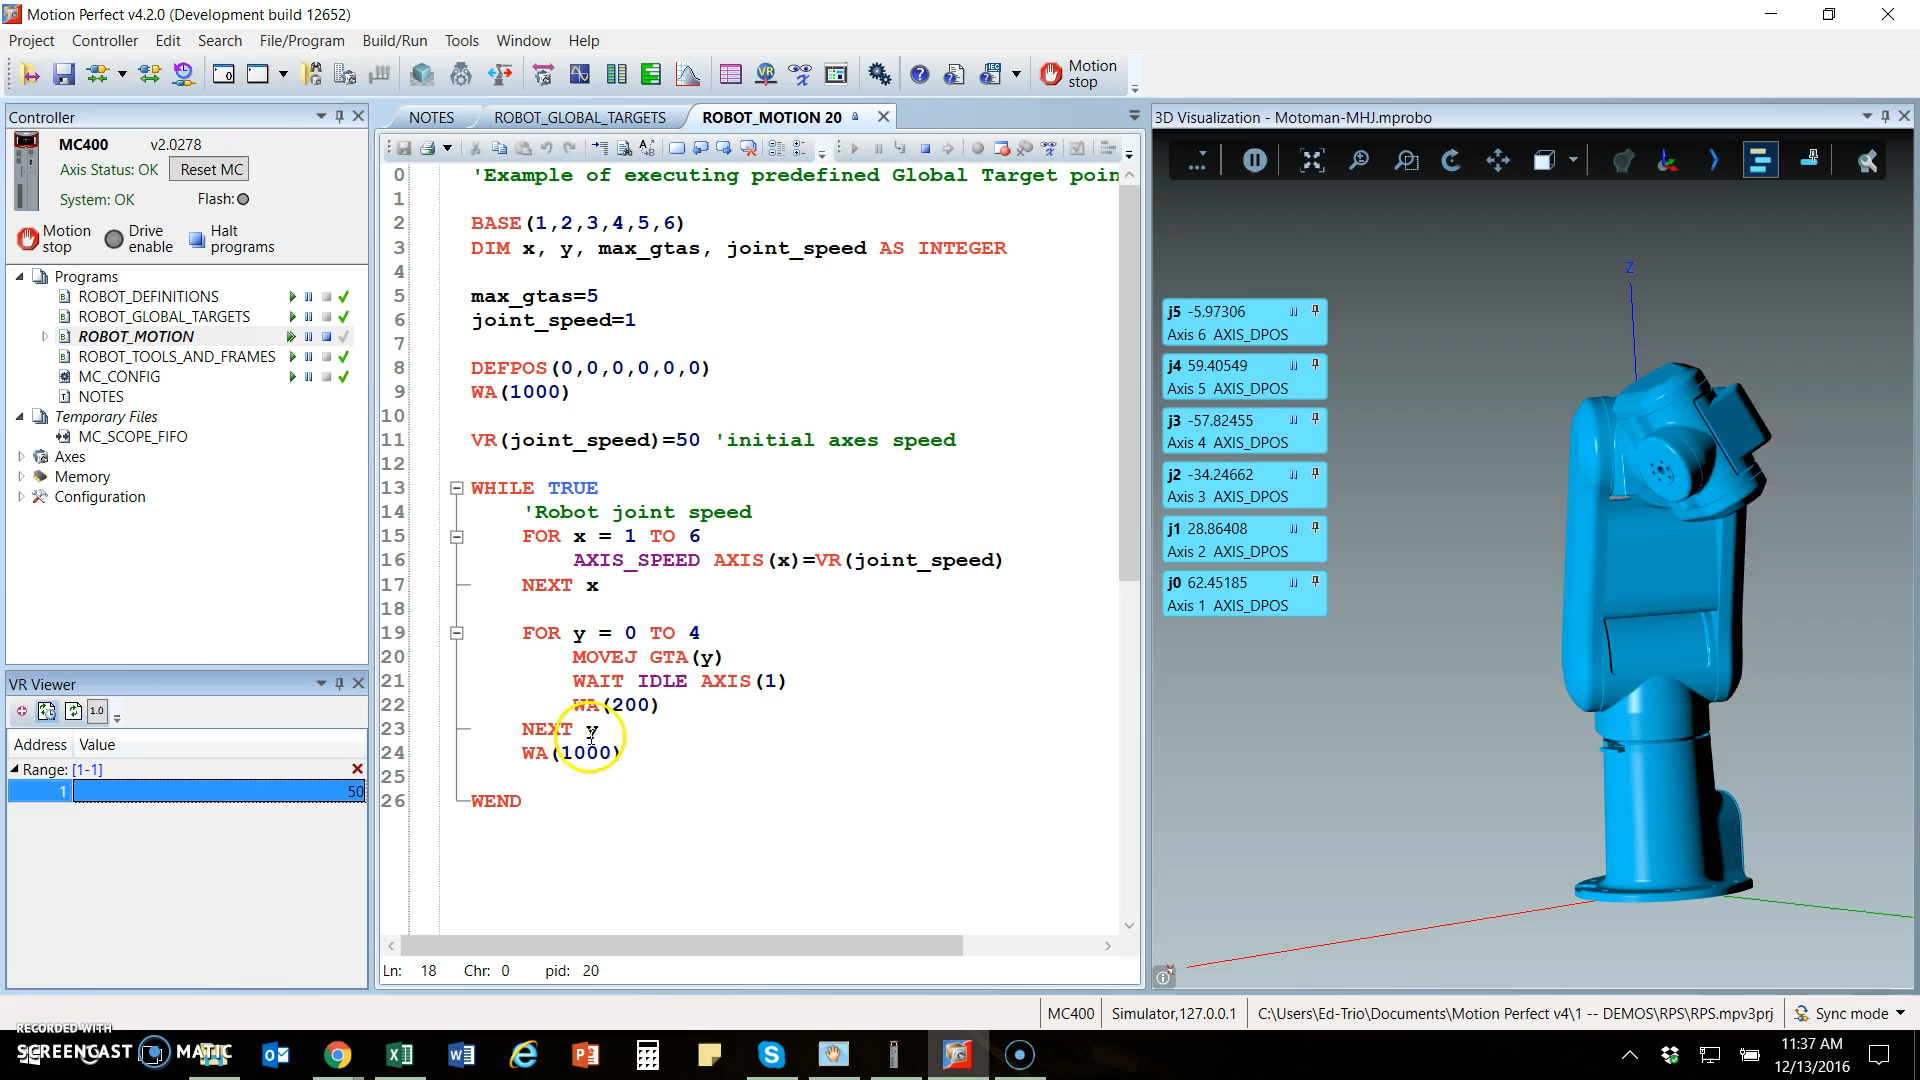 Motion Perfect v4.2.0 (Development build 12652)
Project Controller Edit Search File/Program Build/Run Tools Window Help
Motion stop
Controller
MC400 v2.0278
Axis Status: OK Reset MC
System: OK Flash:
Motion stop Drive enable Halt programs
Programs
ROBOT_DEFINITIONS
ROBOT_GLOBAL_TARGETS
ROBOT_MOTION
ROBOT_TOOLS_AND_FRAMES
MC_CONFIG
NOTES
Temporary Files
MC_SCOPE_FIFO
Axes
Memory
Configuration
VR Viewer
1.0
Address Value
Range: [1-1]
1 50
NOTES ROBOT_GLOBAL_TARGETS ROBOT_MOTION 20
0 'Example of executing predefined Global Target poin
1
2 BASE(1,2,3,4,5,6)
3 DIM x, y, max_gtas, joint_speed AS INTEGER
4
5 max_gtas=5
6 joint_speed=1
7
8 DEFPOS(0,0,0,0,0,0)
9 WA(1000)
10
11 VR(joint_speed)=50 'initial axes speed
12
13 WHILE TRUE
14 'Robot joint speed
15 FOR x = 1 TO 6
16 AXIS_SPEED AXIS(x)=VR(joint_speed)
17 NEXT x
18
19 FOR y = 0 TO 4
20 MOVEJ GTA(y)
21 WAIT IDLE AXIS(1)
22 WA(200)
23 NEXT y
24 WA(1000)
25
26 WEND
Ln: 18 Chr: 0 pid: 20
3D Visualization - Motoman-MHJ.mprobo
Z
j5 -5.97306
Axis 6 AXIS_DPOS
j4 59.40549
Axis 5 AXIS_DPOS
j3 -57.82455
Axis 4 AXIS_DPOS
j2 -34.24662
Axis 3 AXIS_DPOS
j1 28.86408
Axis 2 AXIS_DPOS
j0 62.45185
Axis 1 AXIS_DPOS
MC400 Simulator,127.0.0.1 C:\Users\Ed-Trio\Documents\Motion Perfect v4\1 -- DEMOS\RPS\RPS.mpv3prj Sync mode
RECORDED WITH
SCREENCAST MATIC
11:37 AM
12/13/2016